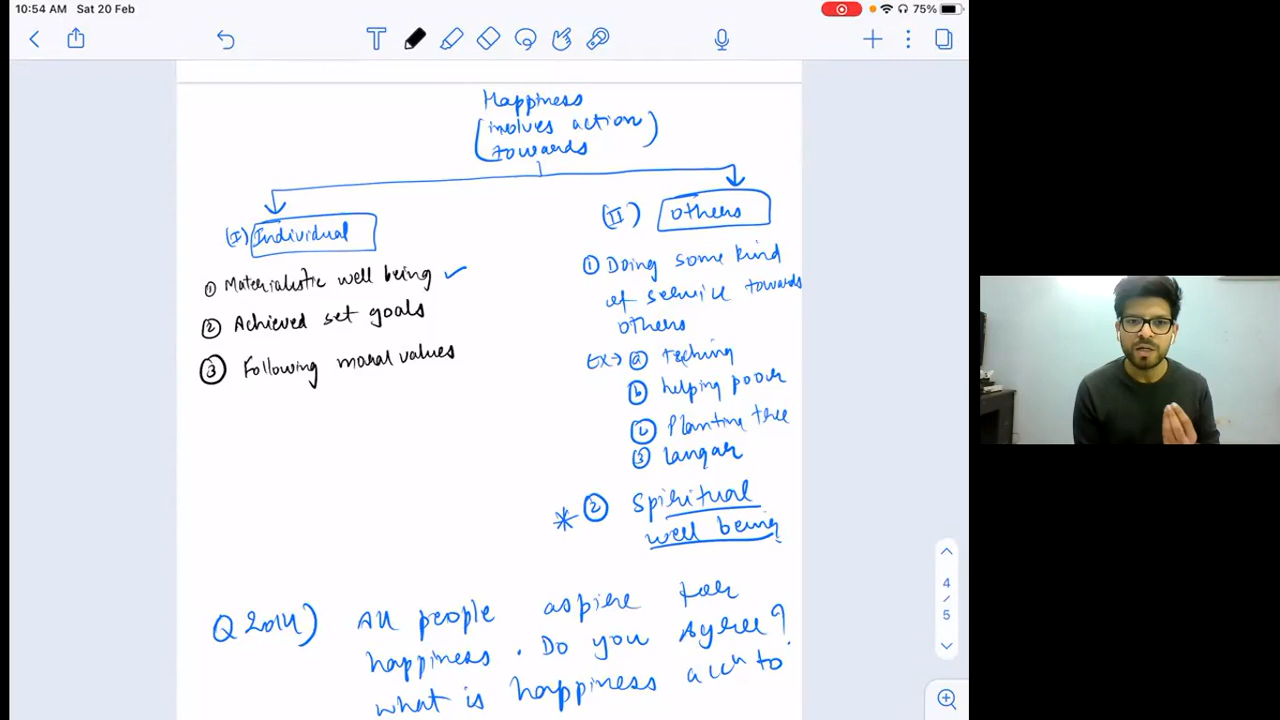 10:54 AM Sat 20 Feb
75%
Happiness
(involves action
towards)
(I) Individual
① Materialistic well being ✓
② Achieved set goals
③ Following moral values
(II) Others
① Doing some kind
of service towards
others
Ex→ ⓐ teching
ⓑ helping poor
ⓒ Planting tree
③ langar
* ② Spiritual
well being
4
/
5
Q 2014) All people aspire for
happiness. Do you Agree?
what is happiness acc to